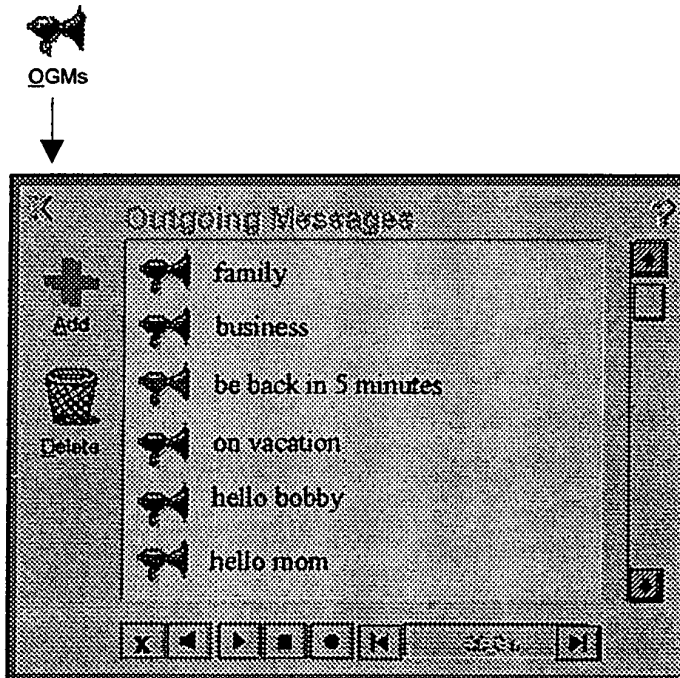 OGMs
Outgoing Messages
Add
Delete
family
business
be back in 5 minutes
on vacation
hello bobby
hello mom